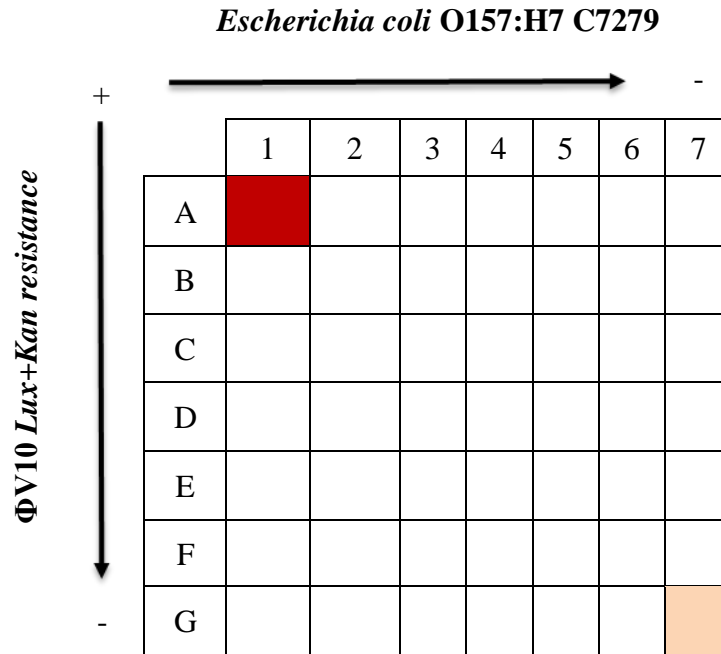 Escherichia coli O157:H7 C7279
+ -
1 2 3 4 5 6 7
A
B
C
D
E
F
- G
ΦV10 Lux+Kan resistance